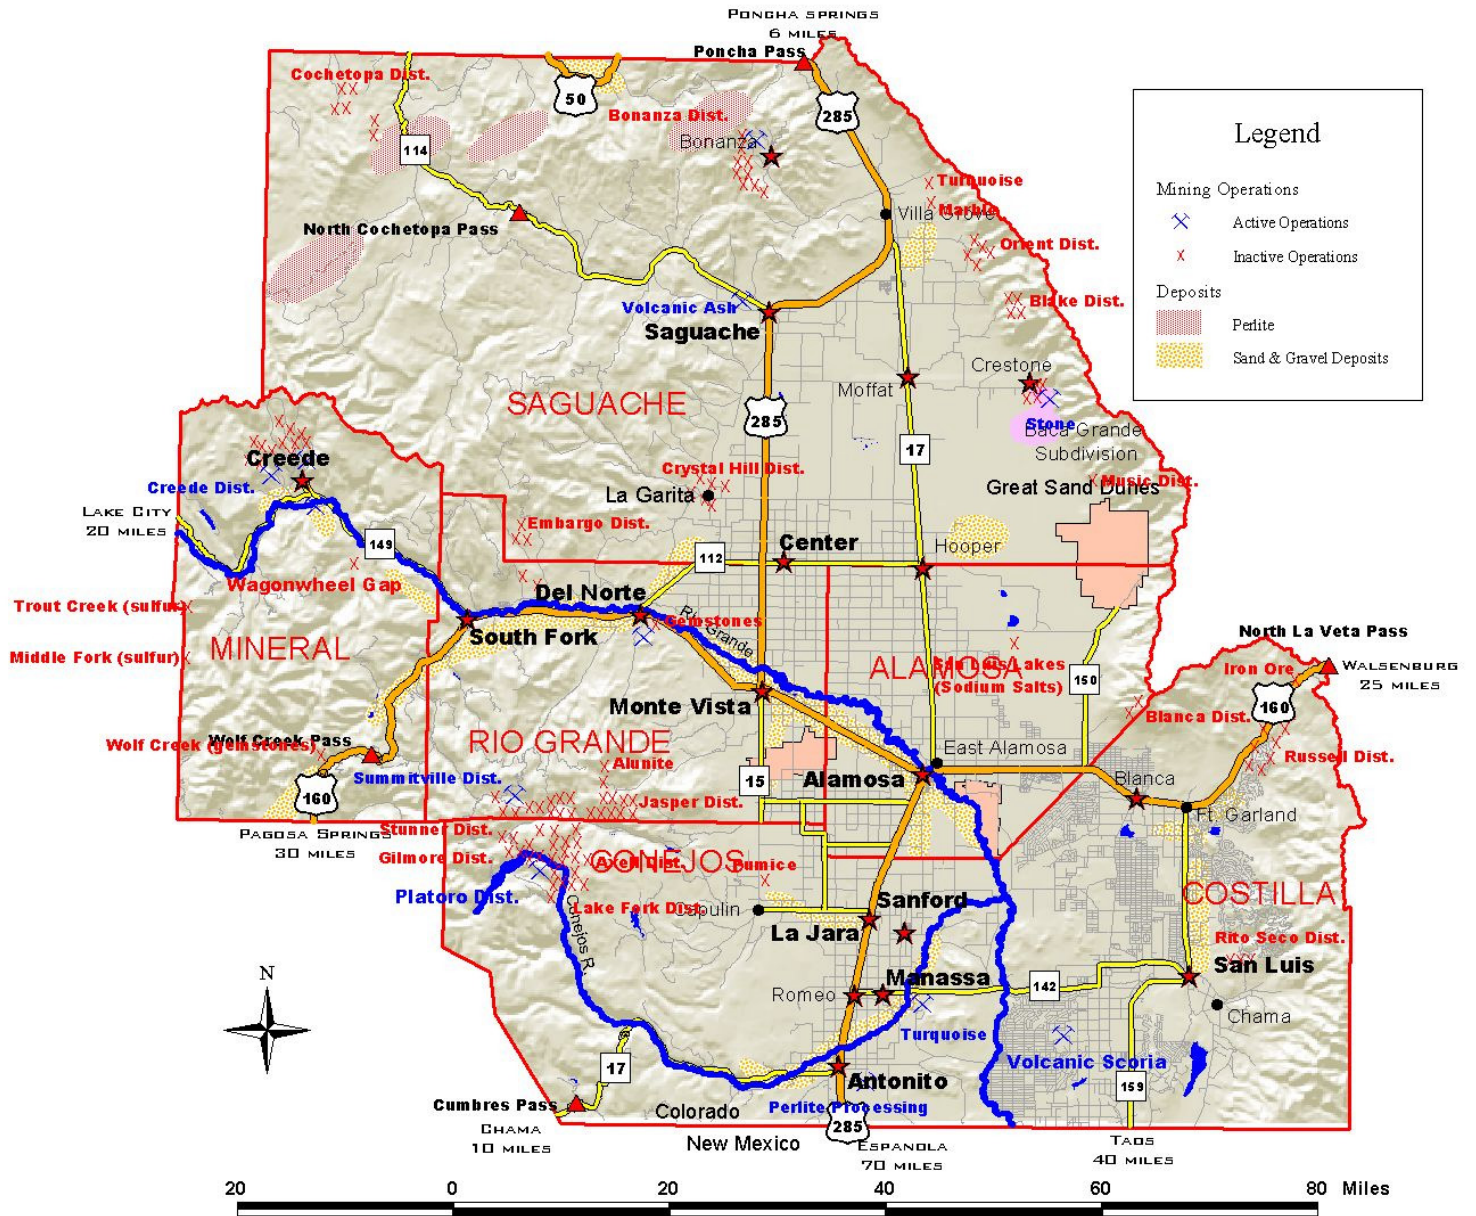 PONCHA SPRINGS
6 MILES
Poncha Pass
Cochetopa Dist.
50
285
Bonanza Dist.
Bonanza
114
Legend
Mining Operations
Active Operations
Inactive Operations
Deposits
Perlite
Sand & Gravel Deposits
Turquoise
Marble
Villa Grove
North Cochetopa Pass
Orient Dist.
Volcanic Ash
Blake Dist.
Saguache
Crestone
Moffat
SAGUACHE
285
17
Stone
Baca Grande
Subdivision
Creede
Creede Dist.
Crystal Hill Dist.
La Garita
Music Dist.
Great Sand Dunes
LAKE CITY
20 MILES
149
Embargo Dist.
Center
Hooper
112
Wagonwheel Gap
Del Norte
Trout Creek (sulfur)
Rio Grande
Gemstones
South Fork
MINERAL
Middle Fork (sulfur)
North La Veta Pass
WALSENBURG
25 MILES
Iron Ore
ALAMOSA
San Luis Lakes
(Sodium Salts)
150
160
Monte Vista
Blanca Dist.
Wolf Creek Pass
Wolf Creek (gemstones)
RIO GRANDE
East Alamosa
Russell Dist.
Alunite
Summitville Dist.
15
Alamosa
Blanca
160
Jasper Dist.
Ft. Garland
PAGOSA SPRINGS
30 MILES
Stunner Dist.
Gilmore Dist.
Axell Dist.
CONEJOS
Pumice
Platoro Dist.
COSTILLA
Lake Fork Dist.
Capulin
Sanford
La Jara
Conejos R.
Rito Seco Dist.
San Luis
Manassa
Romeo
142
Chama
N
Turquoise
Volcanic Scoria
17
Antonito
159
Cumbres Pass
Colorado
Perlite Processing
285
CHAMA
10 MILES
New Mexico
ESPANOLA
70 MILES
TAOS
40 MILES
20 0 20 40 60 80 Miles